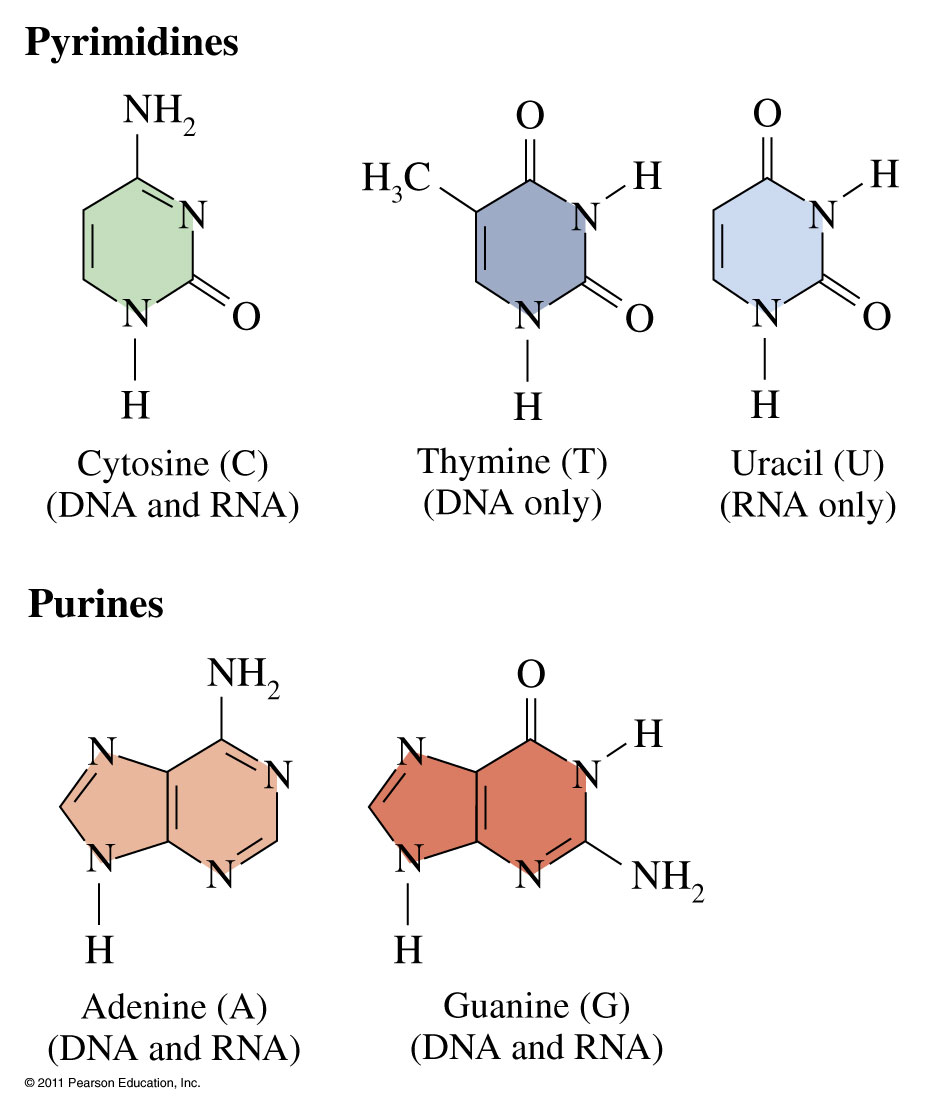 Pyrimidines
NH2
N
N
O
H
O
H3C
H
N
N
O
H
O
H
N
N
O
H
Cytosine (C)
(DNA and RNA)
Thymine (T)
(DNA only)
Uracil (U)
(RNA only)
Purines
NH2
N
N
N
N
H
O
H
N
N
N
N
NH2
H
Adenine (A)
(DNA and RNA)
Guanine (G)
(DNA and RNA)
© 2011 Pearson Education, Inc.